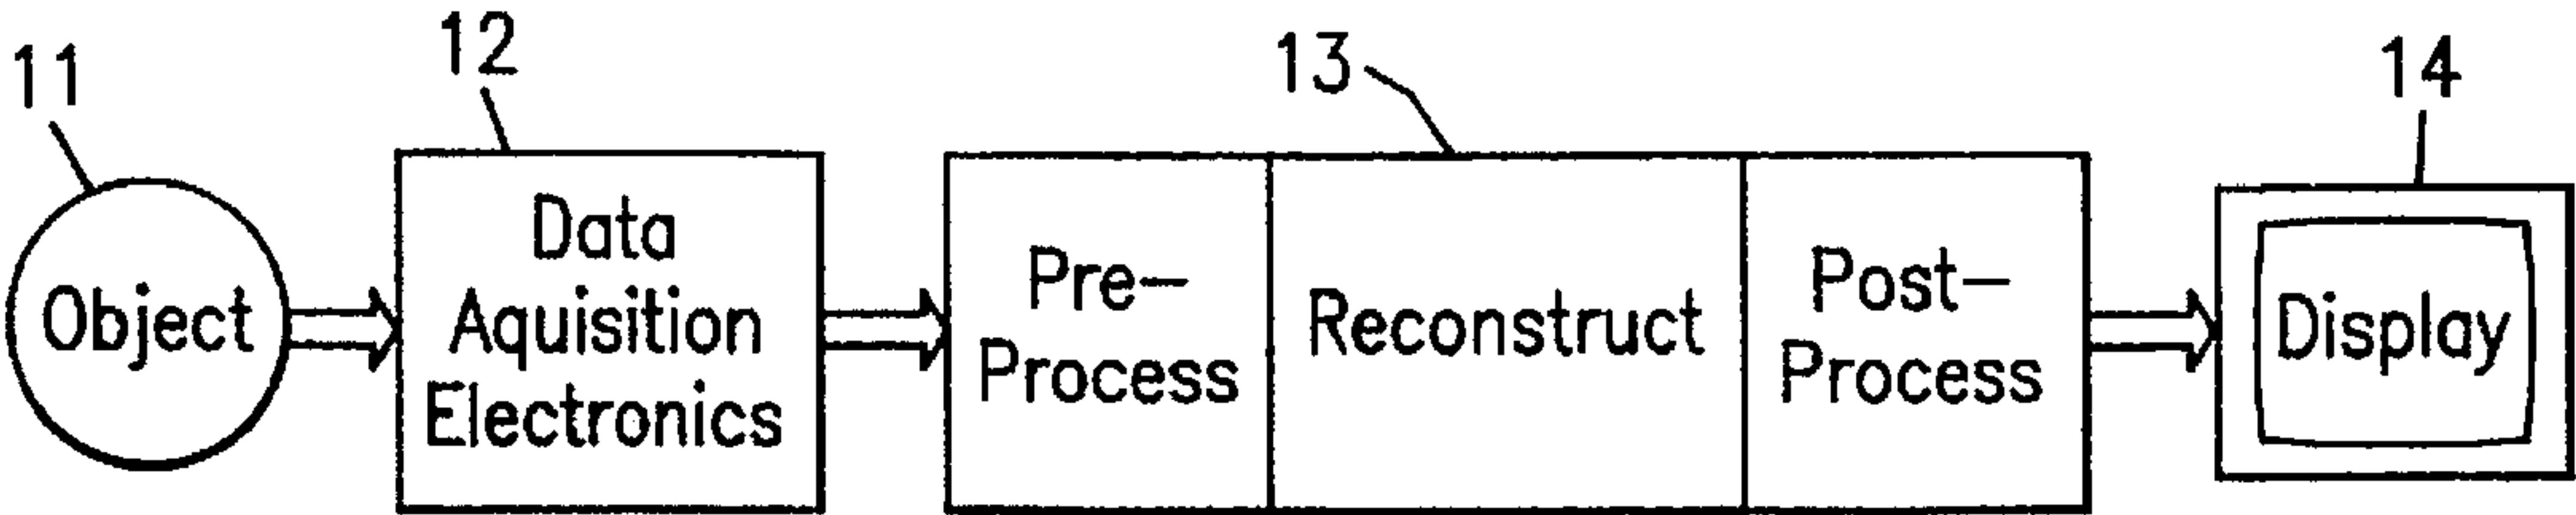 11
12
13
14
Object
Data
Aquisition
Electronics
Pre-
Process
Reconstruct
Post-
Process
Display